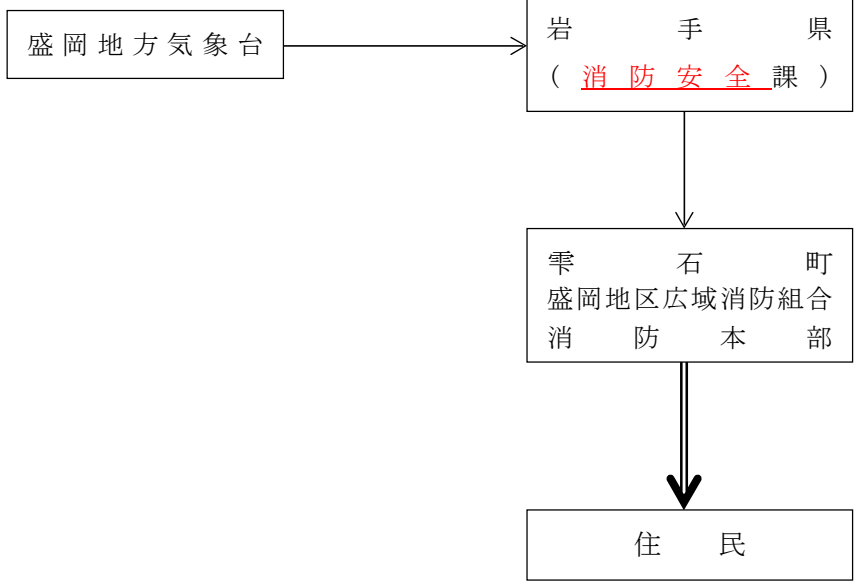 盛岡地方気象台
岩手県
(消防安全課)
雫石町
盛岡地区広域消防組合
消防本部
住民